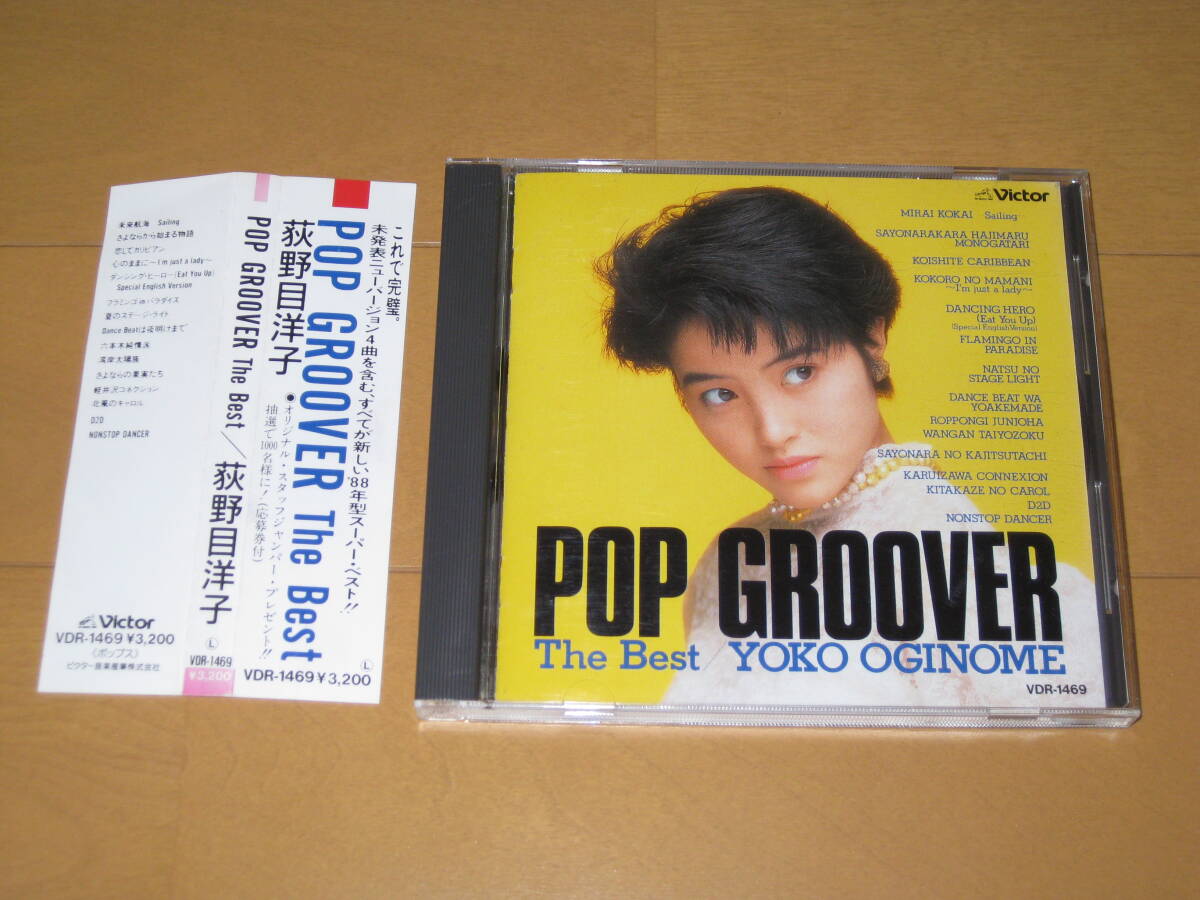 未来航海 Sailing
さよならから始まる物語
恋してカリビアン
心のままに〜I'm just a lady〜
ダンシング・ヒーロー(Eat You Up)
Special English Version
フラミンゴ in パラダイス
夏のステージ・ライト
Dance Beatは夜明けまで
六本木純情派
湾岸太陽族
さよならの果実たち
軽井沢コネクション
北風のキャロル
D2D
NONSTOP DANCER
Victor
VDR-1469 ¥3,200
(ポップス)
ビクター音楽産業株式会社
POP GROOVER The Best/荻野目洋子
L
VDR-1469
¥3,200
これで完璧。
未発表ニューバージョン4曲を含む、すべてが新しい'88年型スーパー・ベスト!!
POP GROOVER The Best
荻野目洋子
●オリジナル・スタッフジャンパー・プレゼント!!
抽選で1000名様に!(応募券付)
L
VDR-1469 ¥3,200
Victor
MIRAI KOKAI Sailing
SAYONARAKARA HAJIMARU
MONOGATARI
KOISHITE CARIBBEAN
KOKORO NO MAMANI
〜I'm just a lady〜
DANCING HERO
(Eat You Up)
(Special English Version)
FLAMINGO IN
PARADISE
NATSU NO
STAGE LIGHT
DANCE BEAT WA
YOAKEMADE
ROPPONGI JUNJOHA
WANGAN TAIYOZOKU
SAYONARA NO KAJITSUTACHI
KARUIZAWA CONNEXION
KITAKAZE NO CAROL
D2D
NONSTOP DANCER
POP GROOVER
The Best YOKO OGINOME
VDR-1469